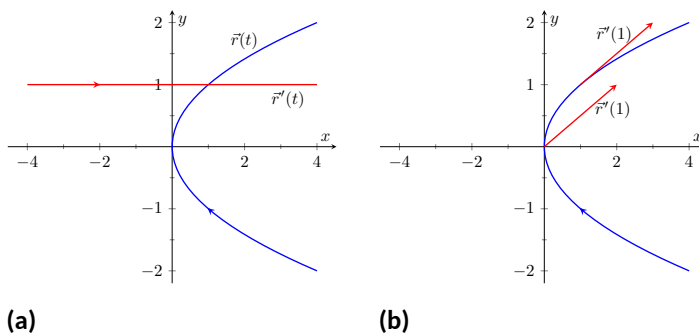 2 y
r⃗(t)
1
r⃗ ′(t)
x
−4 −2 2 4
−1
−2
(a)
2 y
r⃗ ′(1)
1
r⃗ ′(1)
x
−4 −2 2 4
−1
−2
(b)